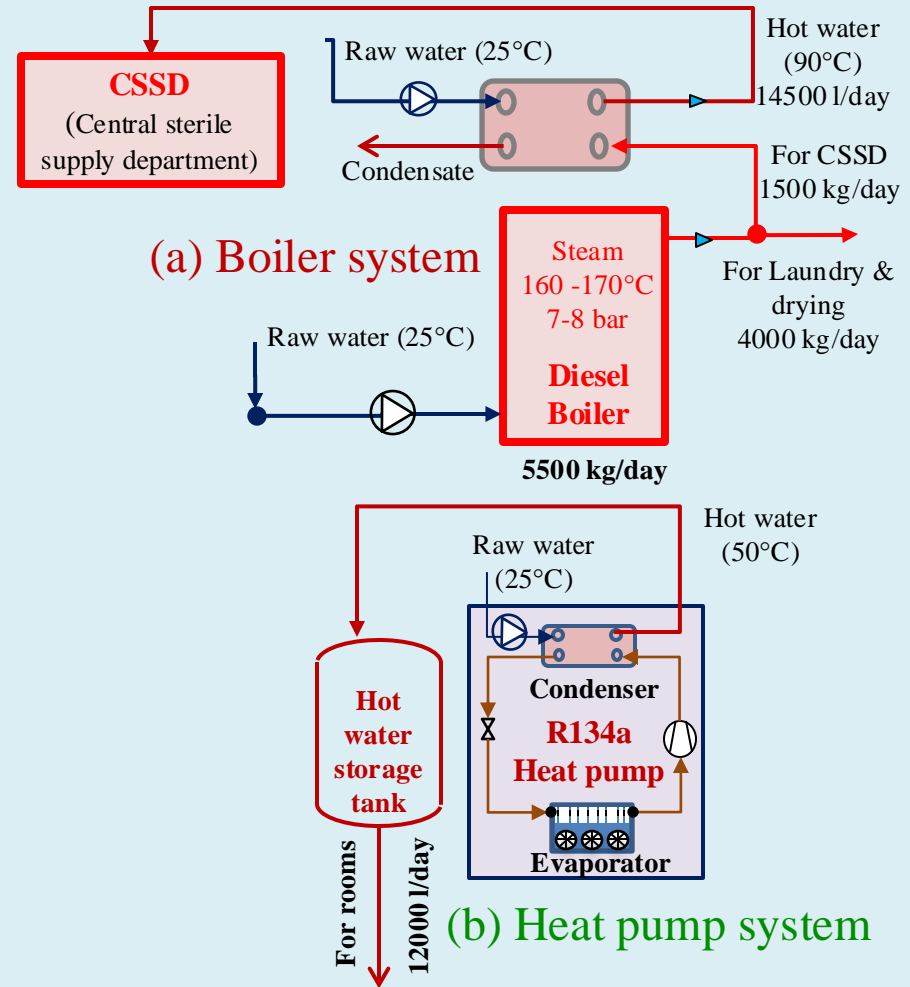 Hot water
(90°C)
14500 l/day
Raw water (25°C)
CSSD
(Central sterile
supply department)
Condensate
For CSSD
1500 kg/day
(a) Boiler system
Steam
160 -170°C
7-8 bar
Diesel
Boiler
For Laundry &
drying
4000 kg/day
Raw water (25°C)
5500 kg/day
Hot water
(50°C)
Raw water
(25°C)
Condenser
R134a
Heat pump
Evaporator
Hot
water
storage
tank
For rooms
12000 l/day
(b) Heat pump system